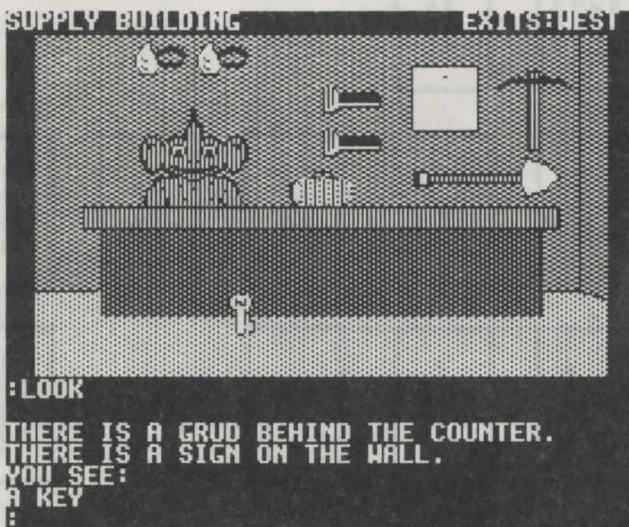 SUPPLY BUILDING EXITS:WEST
:LOOK
THERE IS A GRUD BEHIND THE COUNTER.
THERE IS A SIGN ON THE WALL.
YOU SEE:
A KEY
: